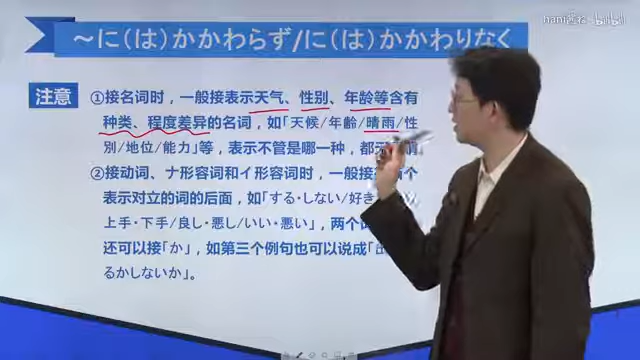 hani
bilibili
～に（は）かかわらず/に（は）かかわりなく
注意
①接名词时，一般接表示天气、性别、年龄等含有
种类、程度差异的名词，如「天候/年齢/晴雨/性
別/地位/能力」等，表示不管是哪一种，都
②接动词、ナ形容词和イ形容词时，一般接 个
表示对立的词的后面，如「する·しない/好き
上手·下手/良し·悪し/いい·悪い」，两个
还可以接「か」，如第三个例句也可以说成「出
るかしないか」。